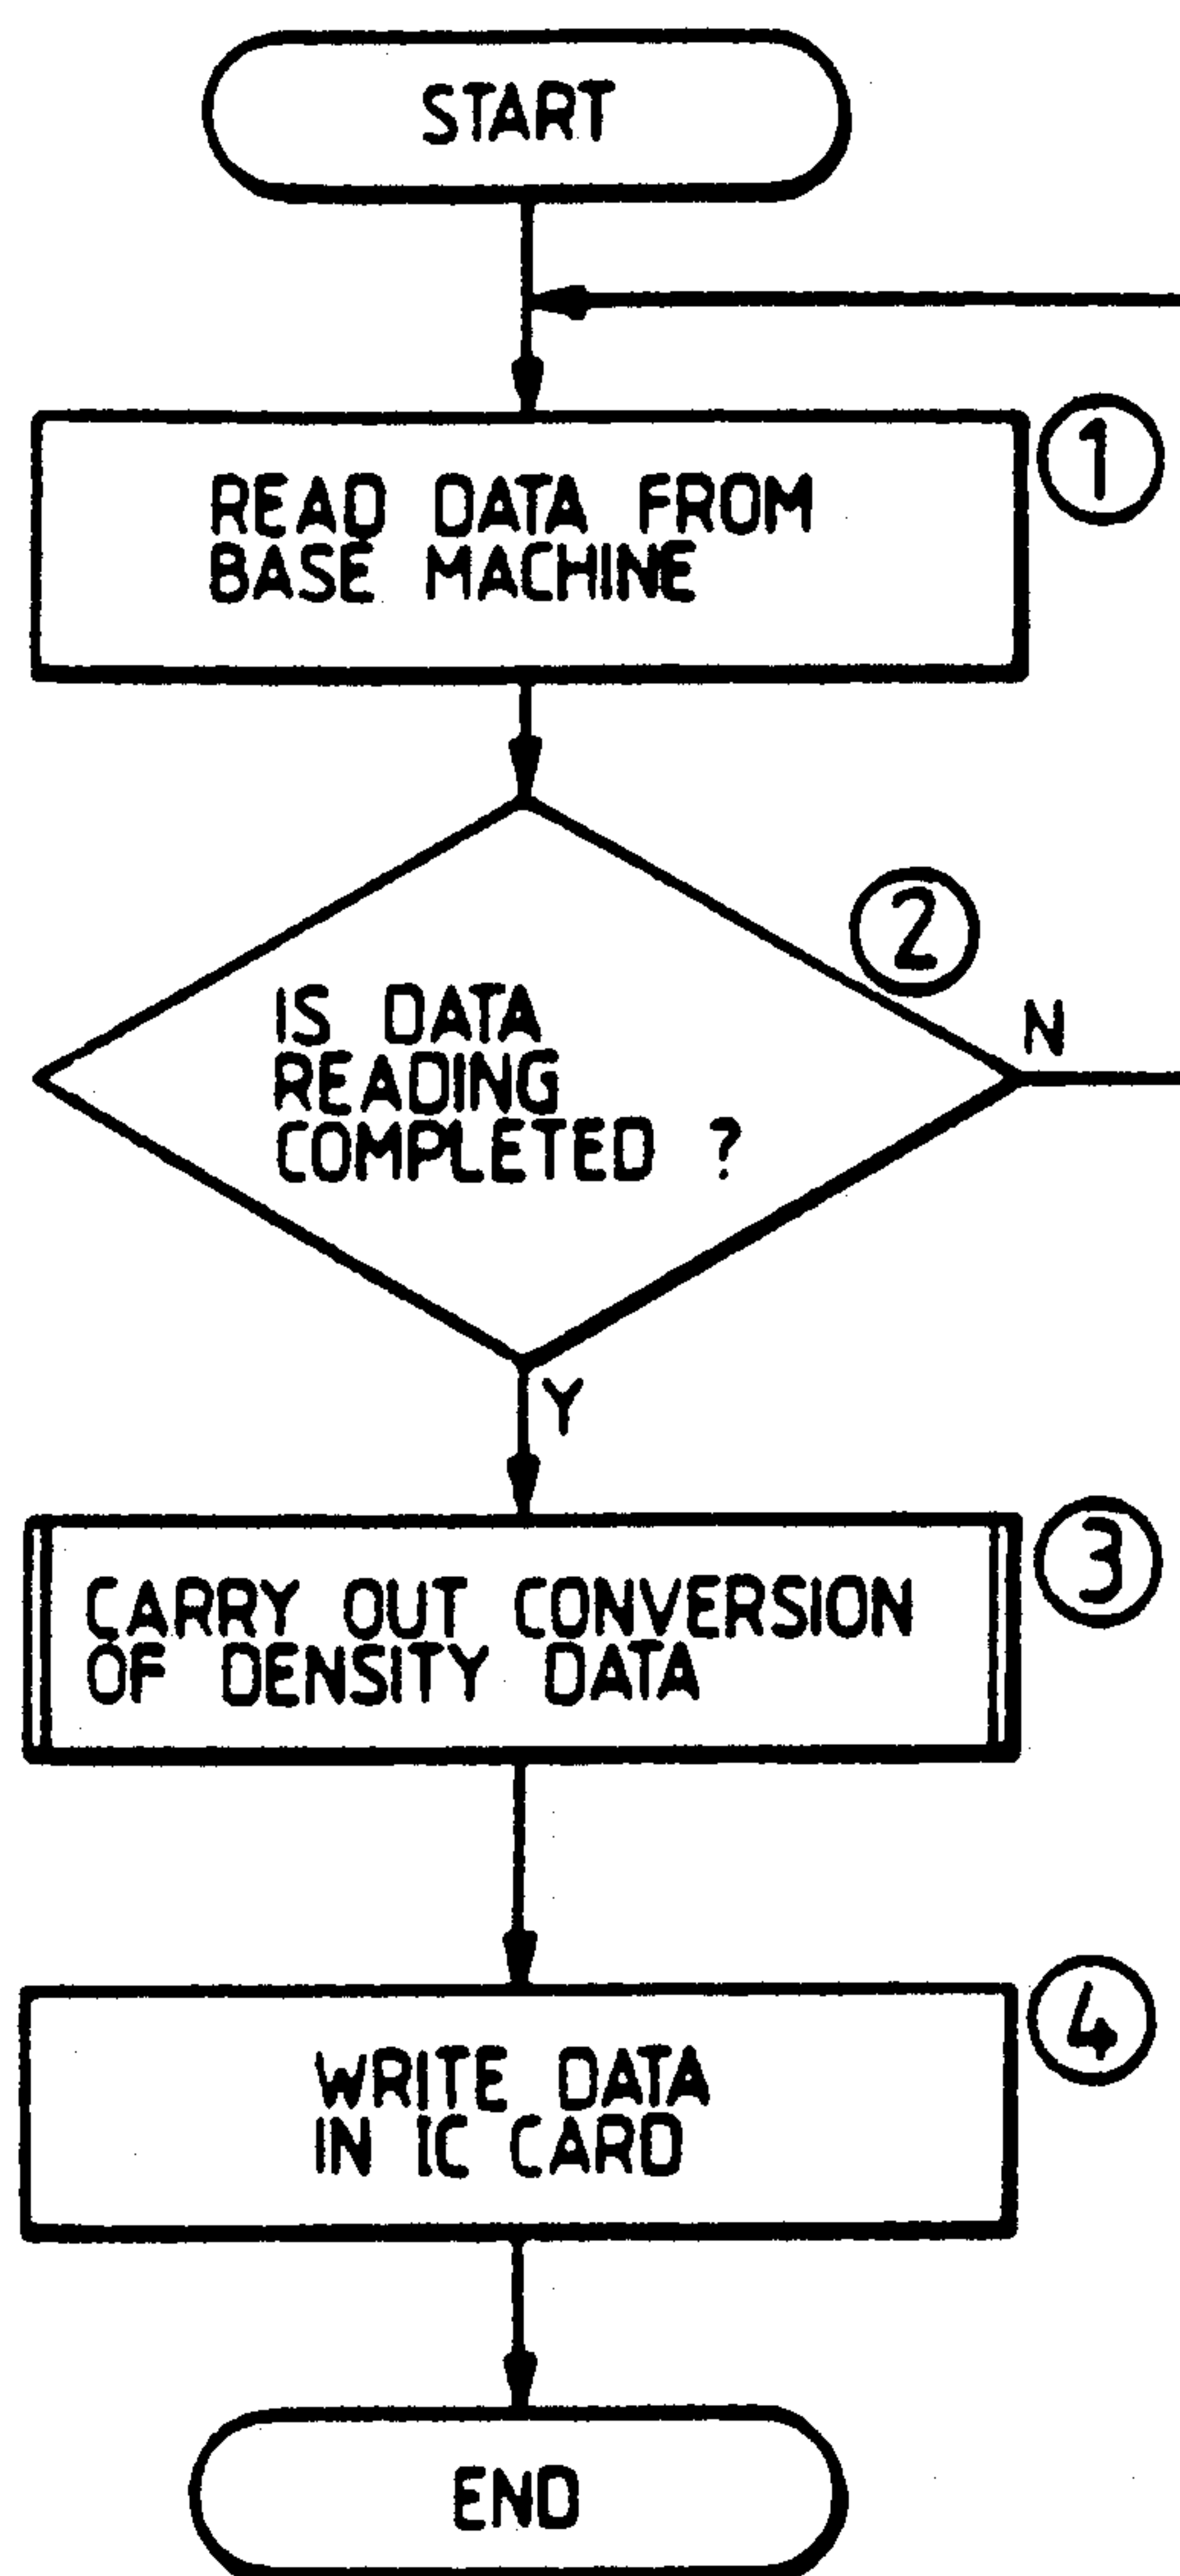 START
①
READ DATA FROM
BASE MACHINE
②
IS DATA
READING
COMPLETED ?
N
Y
③
CARRY OUT CONVERSION
OF DENSITY DATA
④
WRITE DATA
IN IC CARD
END